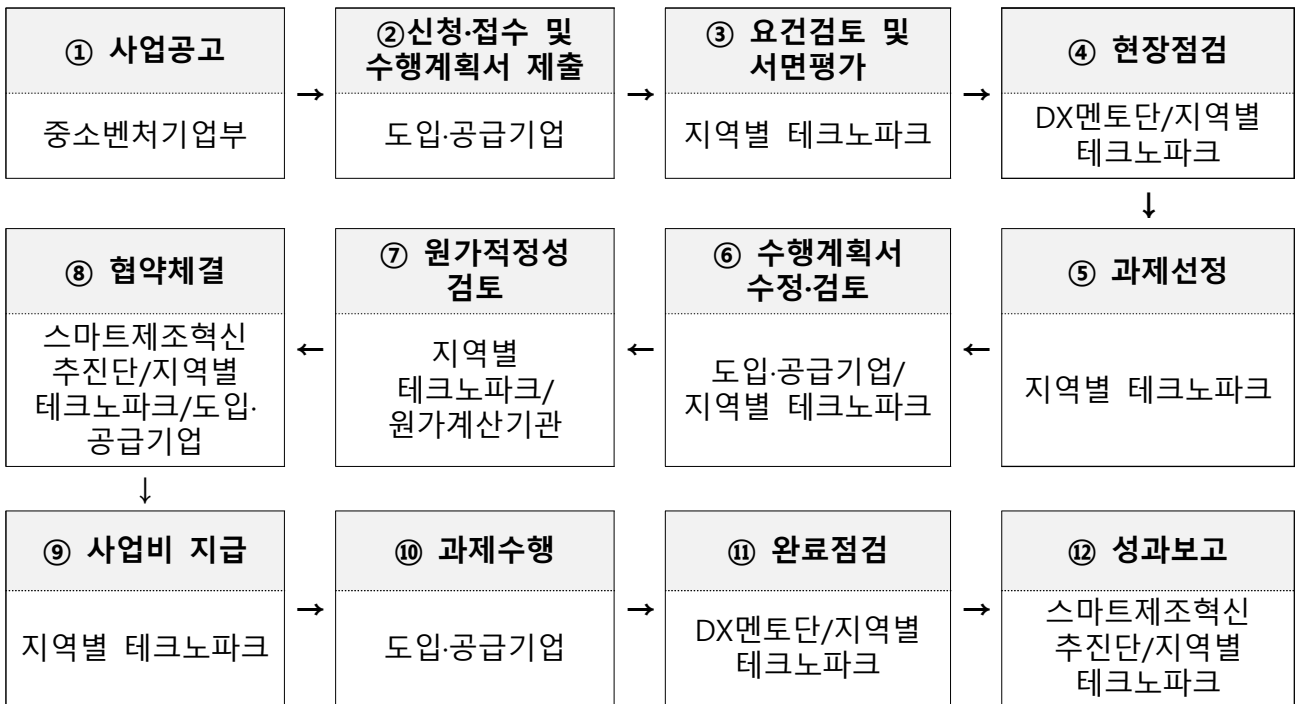 ① 사업공고
중소벤처기업부
→
②신청·접수 및
수행계획서 제출
도입·공급기업
→
③ 요건검토 및
서면평가
지역별 테크노파크
→
④ 현장점검
DX멘토단/지역별
테크노파크
↓
⑤ 과제선정
지역별 테크노파크
←
⑥ 수행계획서
수정·검토
도입·공급기업/
지역별 테크노파크
←
⑦ 원가적정성
검토
지역별
테크노파크/
원가계산기관
←
⑧ 협약체결
스마트제조혁신
추진단/지역별
테크노파크/도입·
공급기업
↓
⑨ 사업비 지급
지역별 테크노파크
→
⑩ 과제수행
도입·공급기업
→
⑪ 완료점검
DX멘토단/지역별
테크노파크
→
⑫ 성과보고
스마트제조혁신
추진단/지역별
테크노파크